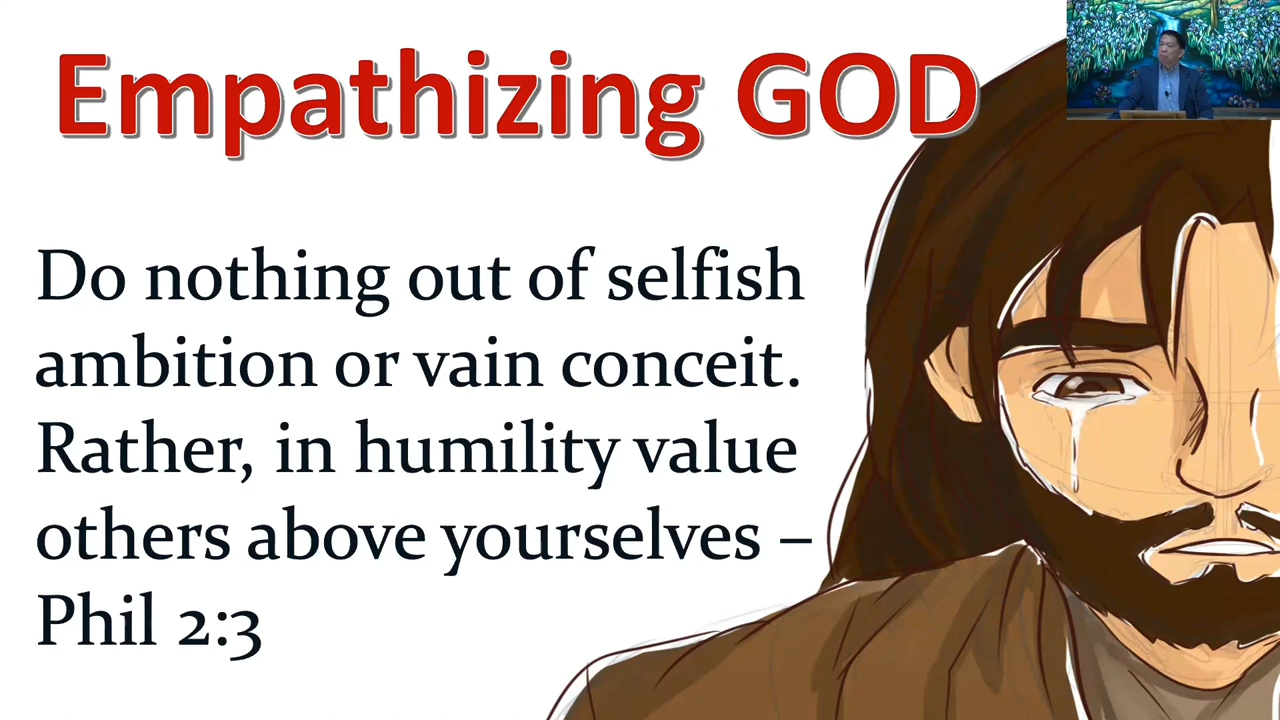 Empathizing GOD
Do nothing out of selfish
ambition or vain conceit.
Rather, in humility value
others above yourselves –
Phil 2:3